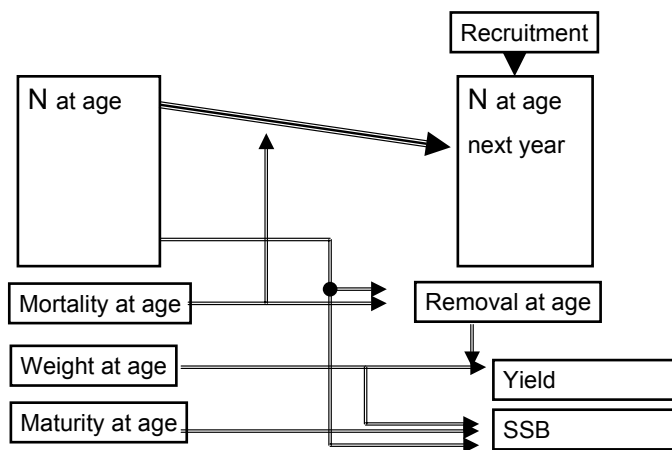 Recruitment
N at age
N at age
next year
Mortality at age
Removal at age
Weight at age
Yield
Maturity at age
SSB